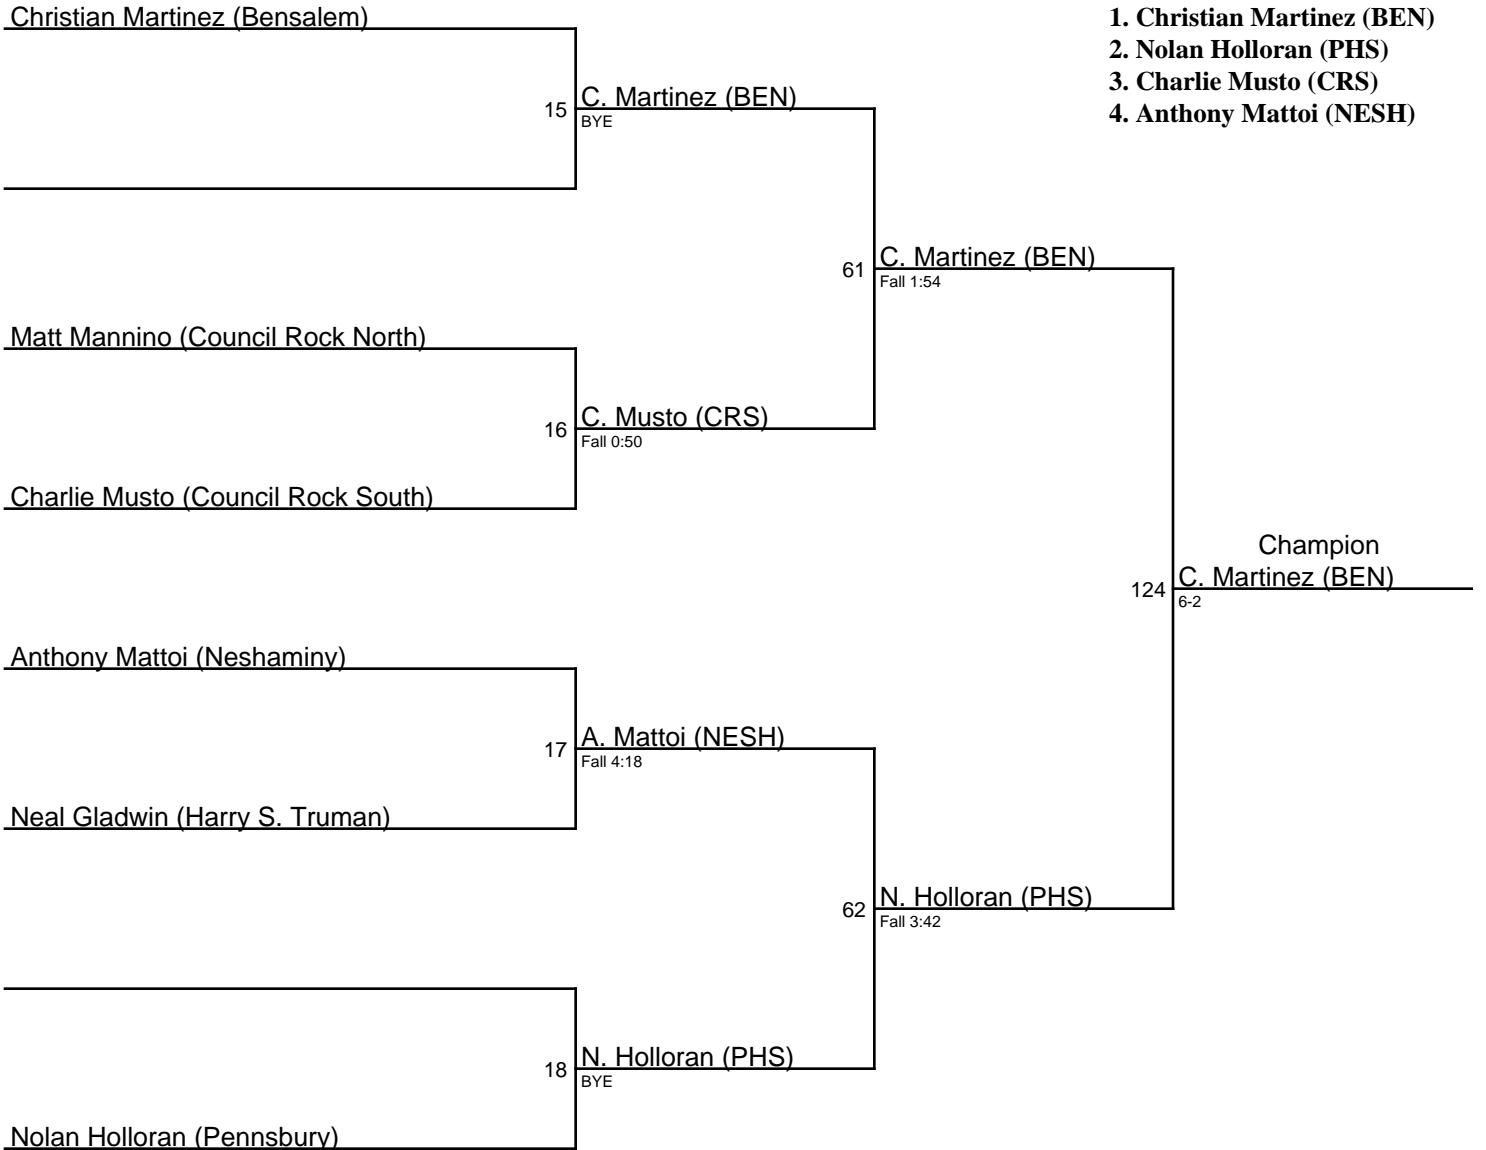 Christian Martinez (Bensalem)
1. Christian Martinez (BEN)
2. Nolan Holloran (PHS)
3. Charlie Musto (CRS)
4. Anthony Mattoi (NESH)
15
C. Martinez (BEN)
BYE
61
C. Martinez (BEN)
Fall 1:54
Matt Mannino (Council Rock North)
16
C. Musto (CRS)
Fall 0:50
Charlie Musto (Council Rock South)
Champion
124
C. Martinez (BEN)
6-2
Anthony Mattoi (Neshaminy)
17
A. Mattoi (NESH)
Fall 4:18
Neal Gladwin (Harry S. Truman)
62
N. Holloran (PHS)
Fall 3:42
18
N. Holloran (PHS)
BYE
Nolan Holloran (Pennsbury)